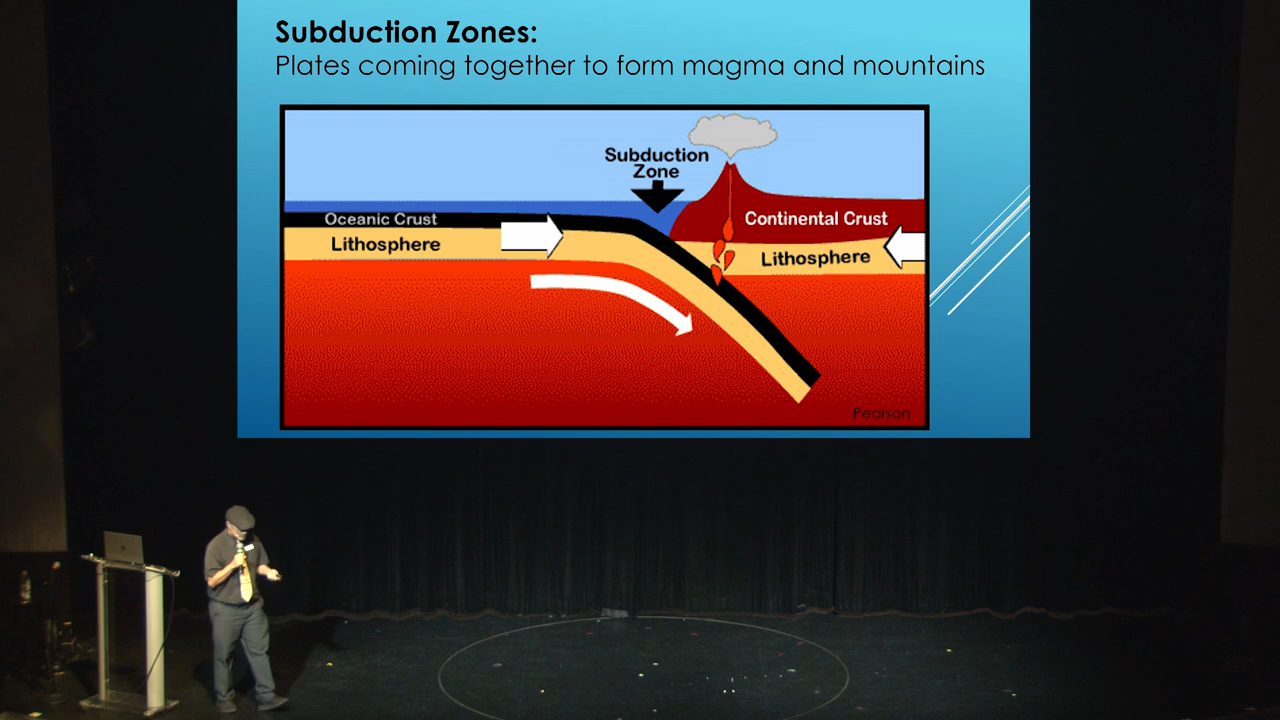 Subduction Zones:
Plates coming together to form magma and mountains
Subduction
Zone
Oceanic Crust
Continental Crust
Lithosphere
Lithosphere
Pearson